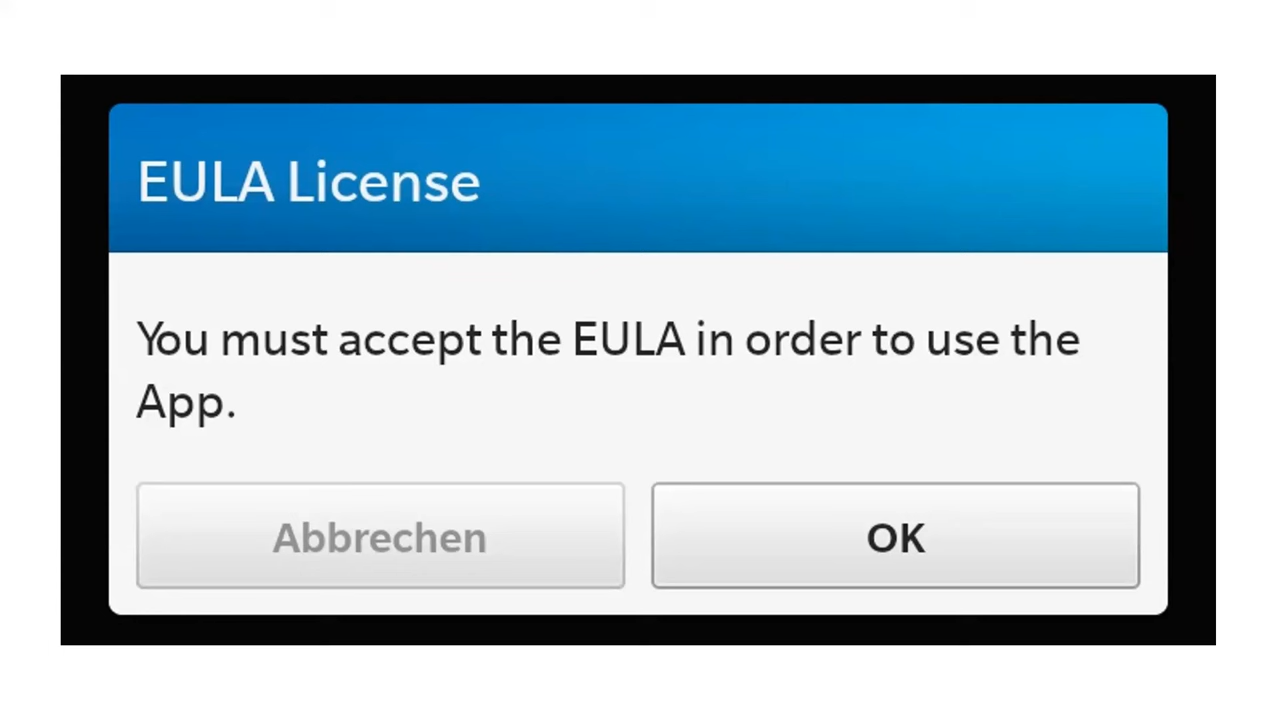 EULA License
You must accept the EULA in order to use the
App.
Abbrechen
OK